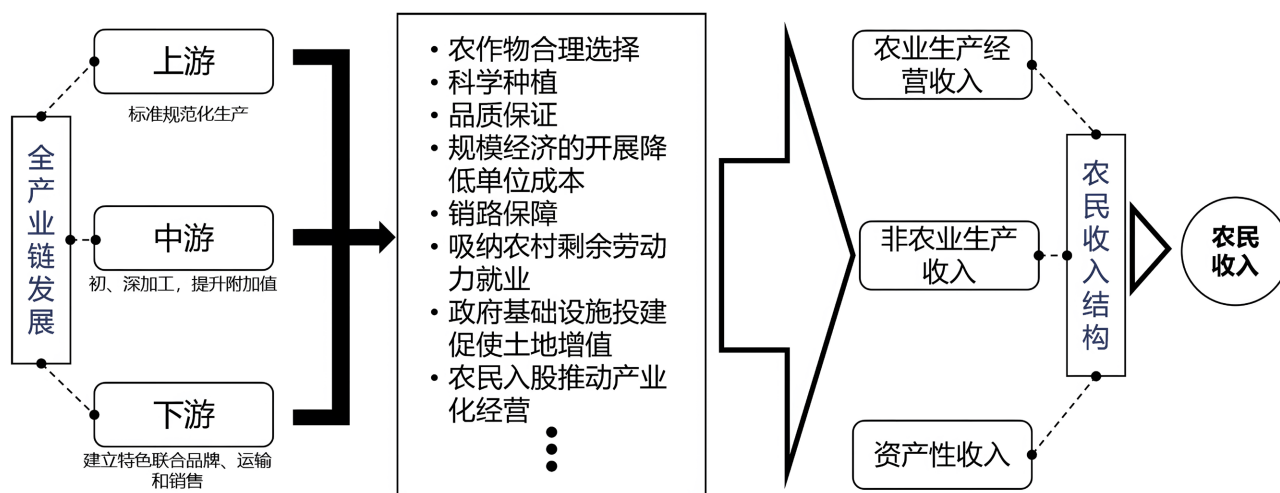 全产业链发展
上游
标准规范化生产
中游
初、深加工，提升附加值
下游
建立特色联合品牌、运输
和销售
• 农作物合理选择
• 科学种植
• 品质保证
• 规模经济的开展降
低单位成本
• 销路保障
• 吸纳农村剩余劳动
力就业
• 政府基础设施投建
促使土地增值
• 农民入股推动产业
化经营
农业生产经
营收入
非农业生产
收入
资产性收入
农民收入结构
农民
收入